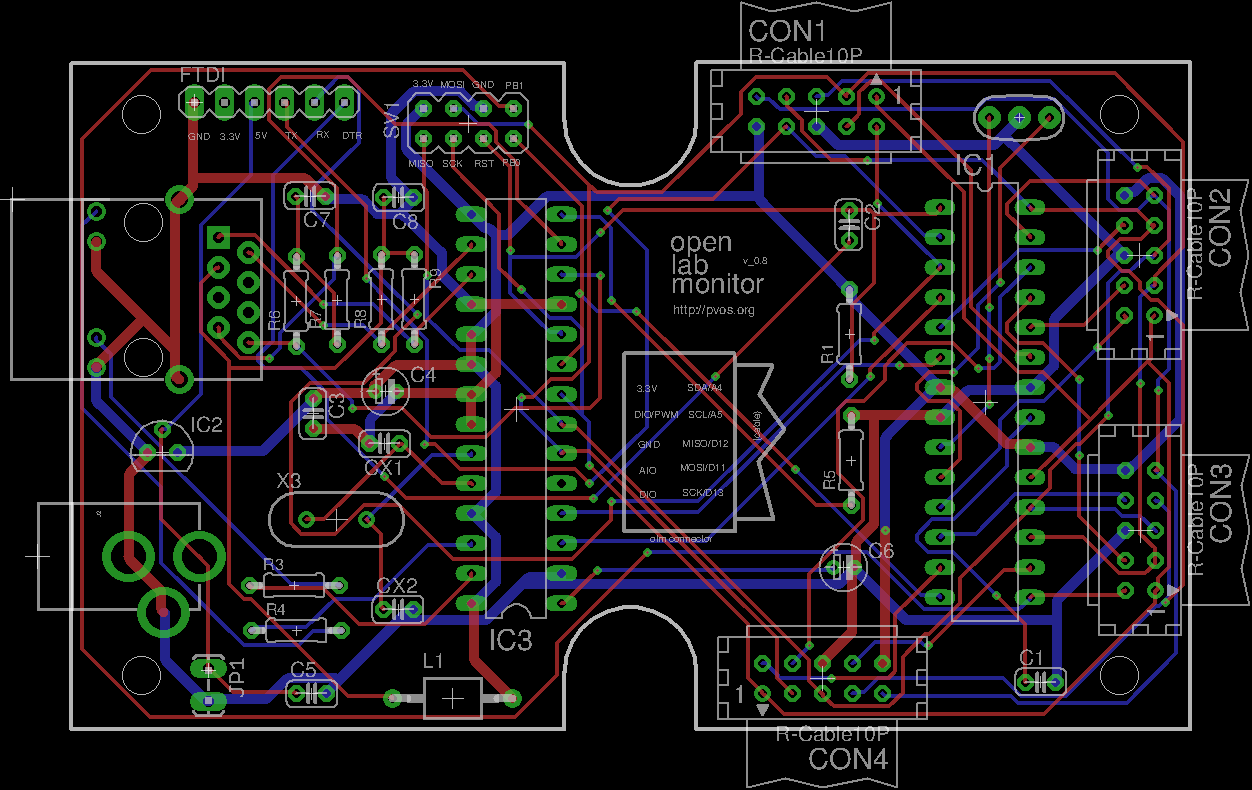 CON1
R-Cable10P
1
FTDI
GND 3.3V 5V TX RX DTR
SV1
3.3V MOSI GND PB1
MISO SCK RST PB0
IC1
C7
C8
C2
CON2
R-Cable10P
1
open
lab
monitor
v_0.8
http://pvos.org
R6
R7
R8
R9
R1
C4
C3
IC2
CX1
3.3V SDA/A4
DIO/PWM SCL/A5
GND MISO/D12
AIO MOSI/D11
DIO SCK/D13
(cable)
olm connector
R5
X3
J2
CON3
R-Cable10P
1
C6
R3
CX2
R4
IC3
JP1
C5
L1
C1
1
R-Cable10P
CON4